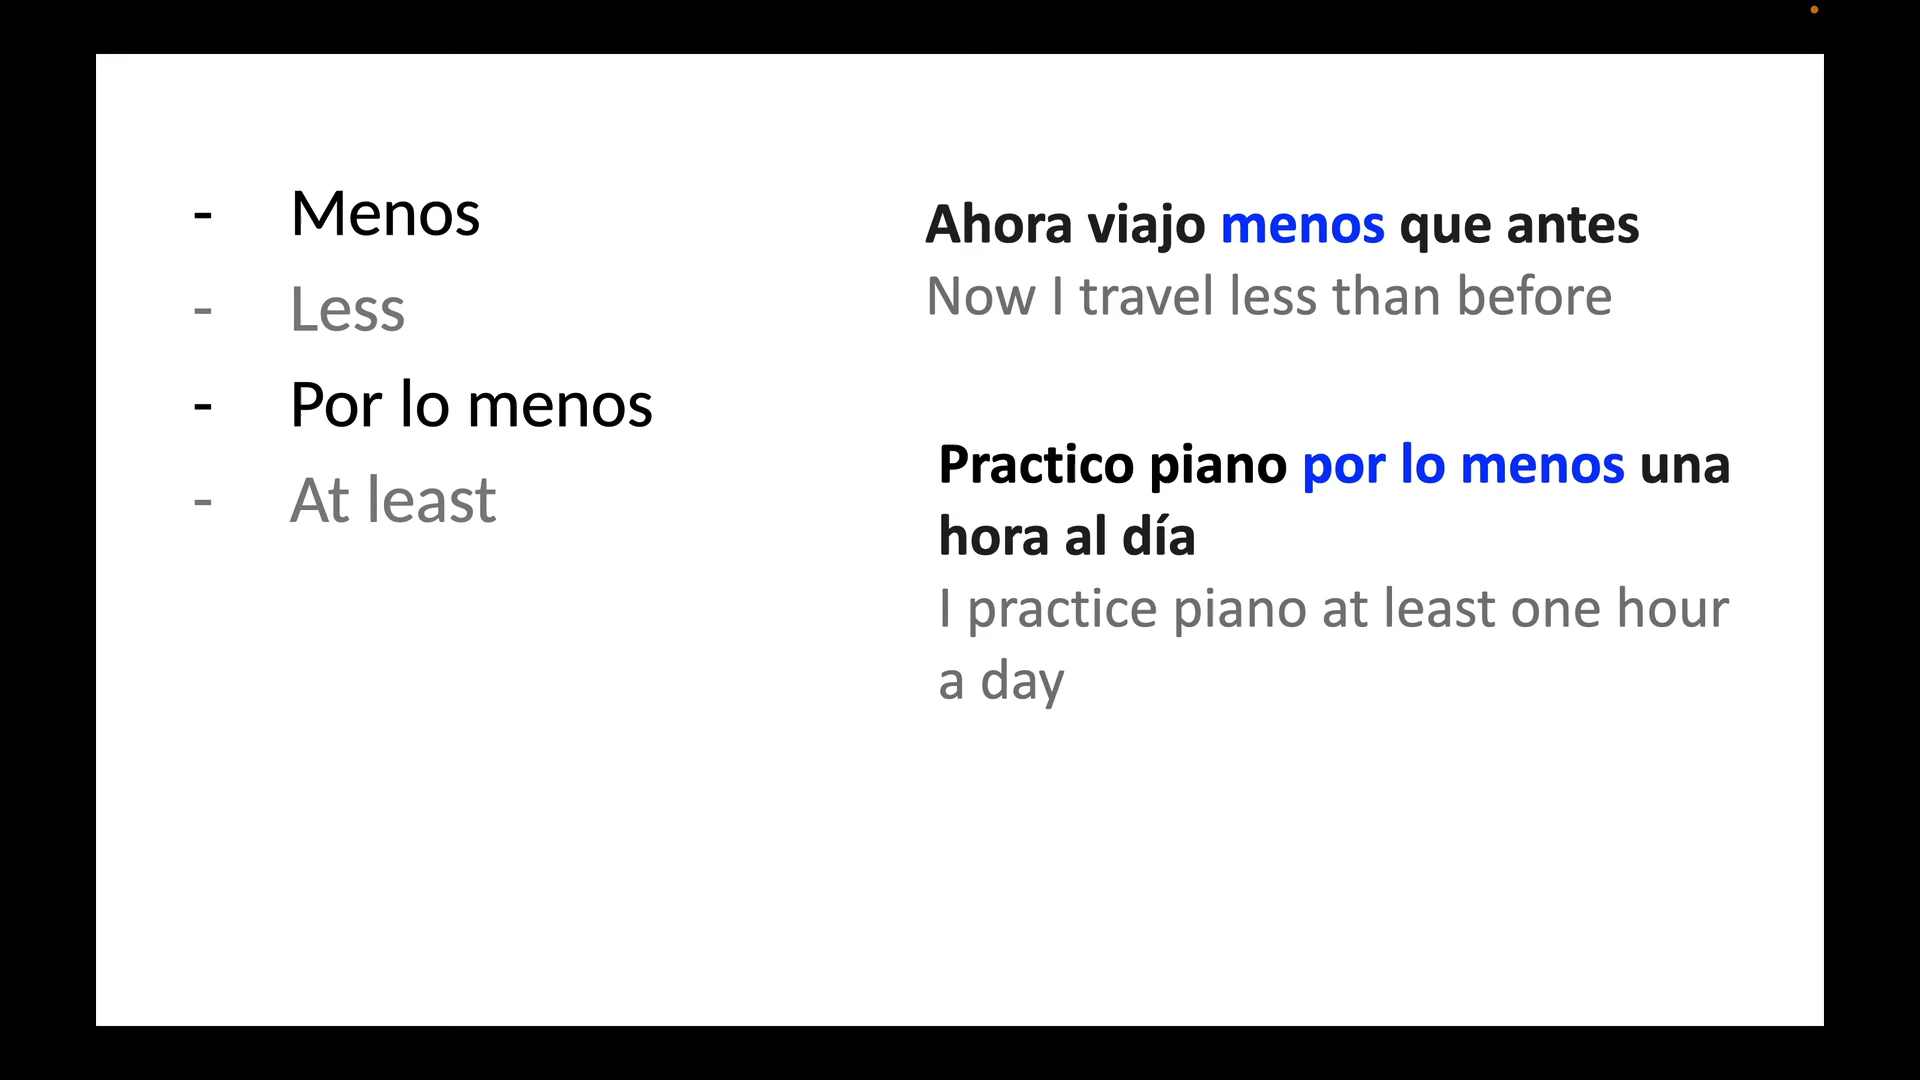 - Menos
- Less
- Por lo menos
- At least
Ahora viajo menos que antes
Now I travel less than before
Practico piano por lo menos una
hora al día
I practice piano at least one hour
a day